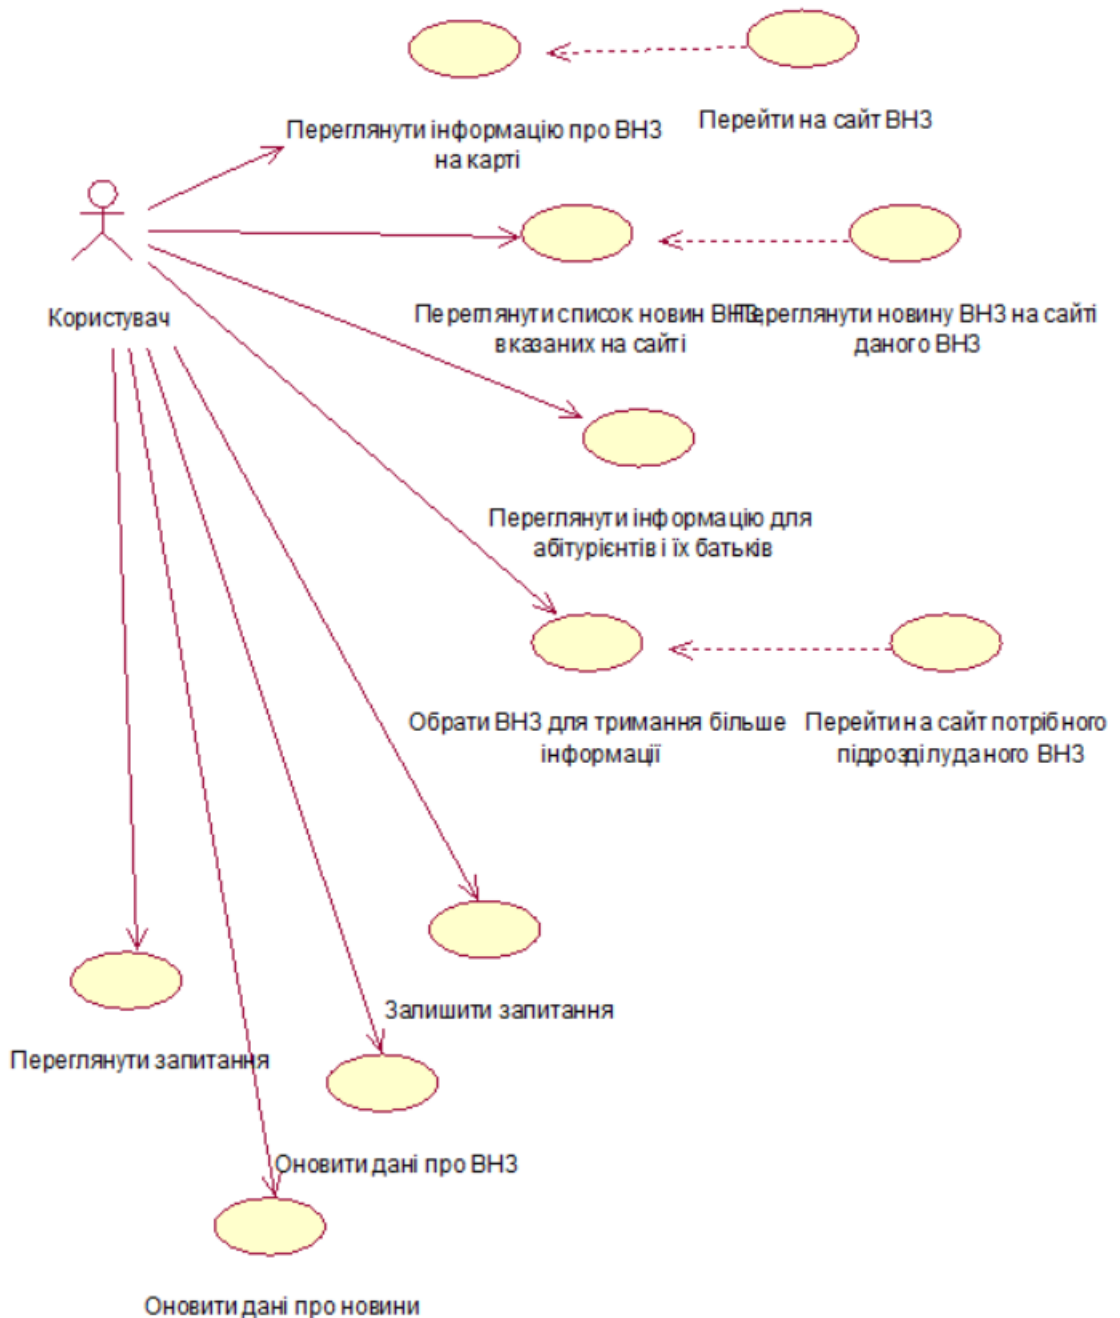 Переглянути інформацію про ВНЗ
на карті
Перейти на сайт ВНЗ
Користувач
Переглянути список новин ВНЗ,
вказаних на сайті
Переглянути новину ВНЗ на сайті
даного ВНЗ
Переглянути інформацію для
абітурієнтів і їх батьків
Обрати ВНЗ для тримання більше
інформації
Перейти на сайт потрібного
підрозділуданого ВНЗ
Залишити запитання
Переглянути запитання
Оновити дані про ВНЗ
Оновити дані про новини